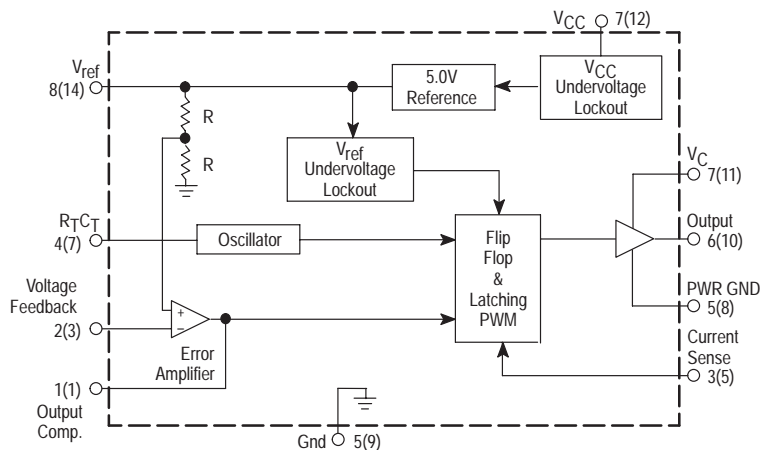 VCC 7(12)
Vref
8(14)
5.0V
Reference
VCC
Undervoltage
Lockout
R
R
Vref
Undervoltage
Lockout
VC
7(11)
RTCT
4(7)
Oscillator
Flip
Flop
&
Latching
PWM
Output
6(10)
Voltage
Feedback
2(3)
+
–
Error
Amplifier
PWR GND
5(8)
Current
Sense
3(5)
1(1)
Output
Comp.
Gnd 5(9)